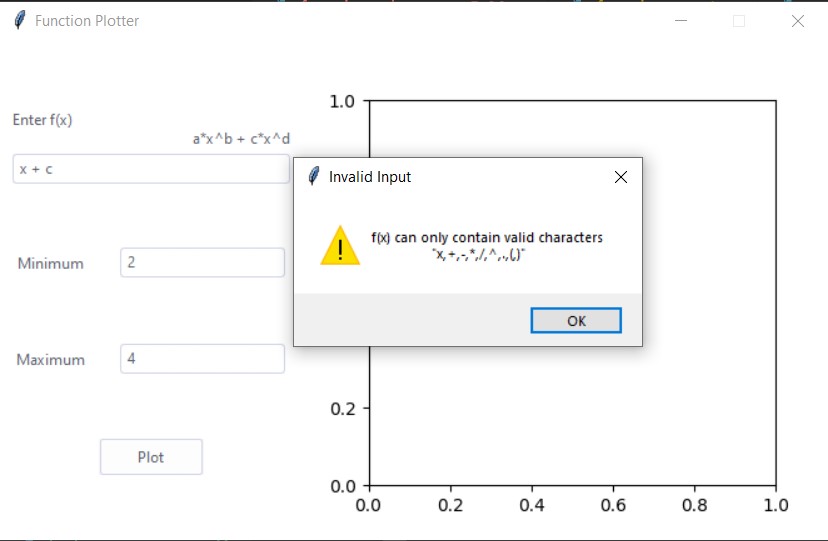 Function Plotter
Enter f(x)
a*x^b + c*x^d
x + c
Minimum
2
Maximum
4
Plot
1.0
0.2
0.0
0.0 0.2 0.4 0.6 0.8 1.0
Invalid Input
f(x) can only contain valid characters
"x,+,-,*,/,^,.,(,)"
OK